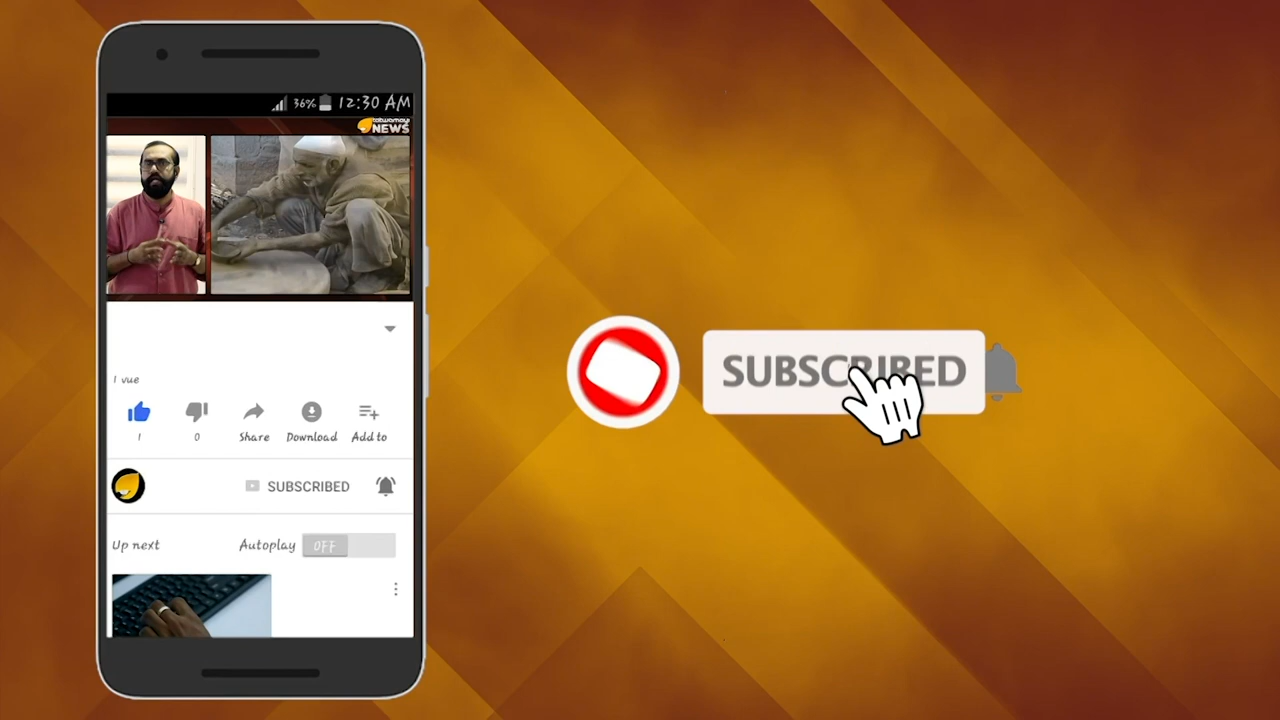 36% 12:30 AM
tatwamayi
NEWS
1 vue
1 0 Share Download Add to
SUBSCRIBED
Up next Autoplay OFF
SUBSCRIBED